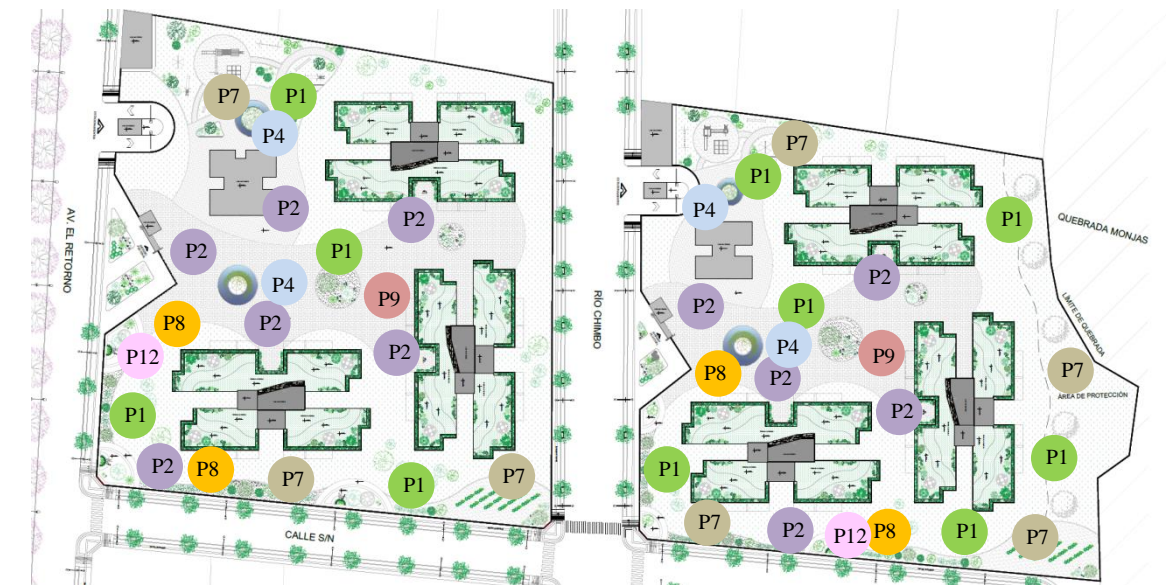 P7
P1
P4
P2
P2
P2
P1
P4
P9
P8
P2
P2
P12
P1
P2
P8
P7
P1
P7
AV. EL RETORNO
CALLE S/N
RÍO CHIMBO
P7
P1
P4
P1
P2
P2
P1
P4
P9
P8
P2
P2
P7
P1
P1
P7
P2
P12
P8
P1
P7
QUEBRADA MONJAS
LÍMITE DE QUEBRADA
ÁREA DE PROTECCIÓN